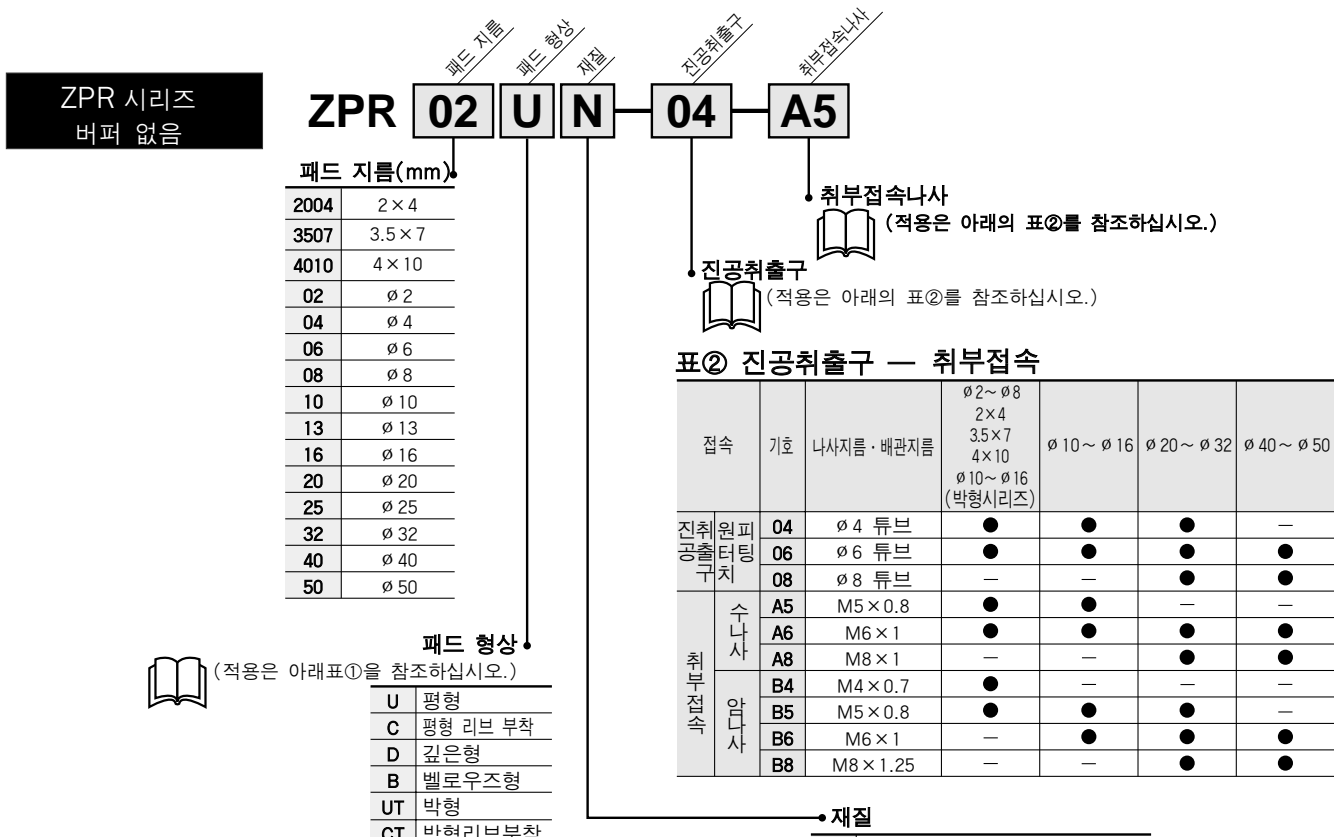 ZPR 시리즈
버퍼 없음
패드 지름
패드 형상
재질
진공취출구
취부접속나사
ZPR 02 U N — 04 — A5
패드 지름(mm)
2004 2×4
3507 3.5×7
4010 4×10
02 ø2
04 ø4
06 ø6
08 ø8
10 ø10
13 ø13
16 ø16
20 ø20
25 ø25
32 ø32
40 ø40
50 ø50
패드 형상
(적용은 아래표①을 참조하십시오.)
U 평형
C 평형 리브 부착
D 깊은형
B 벨로우즈형
UT 박형
CT 박형리브부착
취부접속나사
(적용은 아래의 표②를 참조하십시오.)
진공취출구
(적용은 아래의 표②를 참조하십시오.)
표② 진공취출구 — 취부접속
접속 기호 나사지름·배관지름 ø2~ø8 2×4 3.5×7 4×10 ø10~ø16 (박형시리즈) ø10~ø16 ø20~ø32 ø40~ø50
진공취출구 원터치피팅 04 ø4 튜브 ● ● ● —
06 ø6 튜브 ● ● ● ●
08 ø8 튜브 — — ● ●
취부접속 수나사 A5 M5×0.8 ● ● — —
A6 M6×1 ● ● ● ●
A8 M8×1 — — ● ●
암나사 B4 M4×0.7 ● — — —
B5 M5×0.8 ● ● ● —
B6 M6×1 — ● ● ●
B8 M8×1.25 — — ● ●
재질